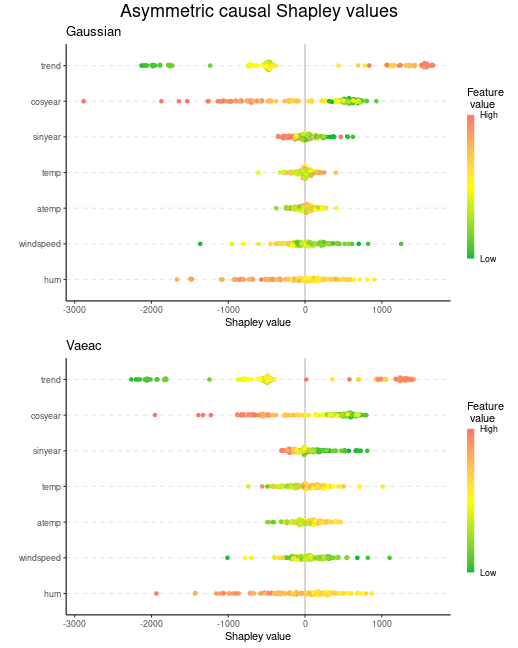 Asymmetric causal Shapley values
Gaussian
trend
cosyear
sinyear
temp
atemp
windspeed
hum
-3000 -2000 -1000 0 1000
Shapley value
Feature
value
High
Low
Vaeac
trend
cosyear
sinyear
temp
atemp
windspeed
hum
-3000 -2000 -1000 0 1000
Shapley value
Feature
value
High
Low